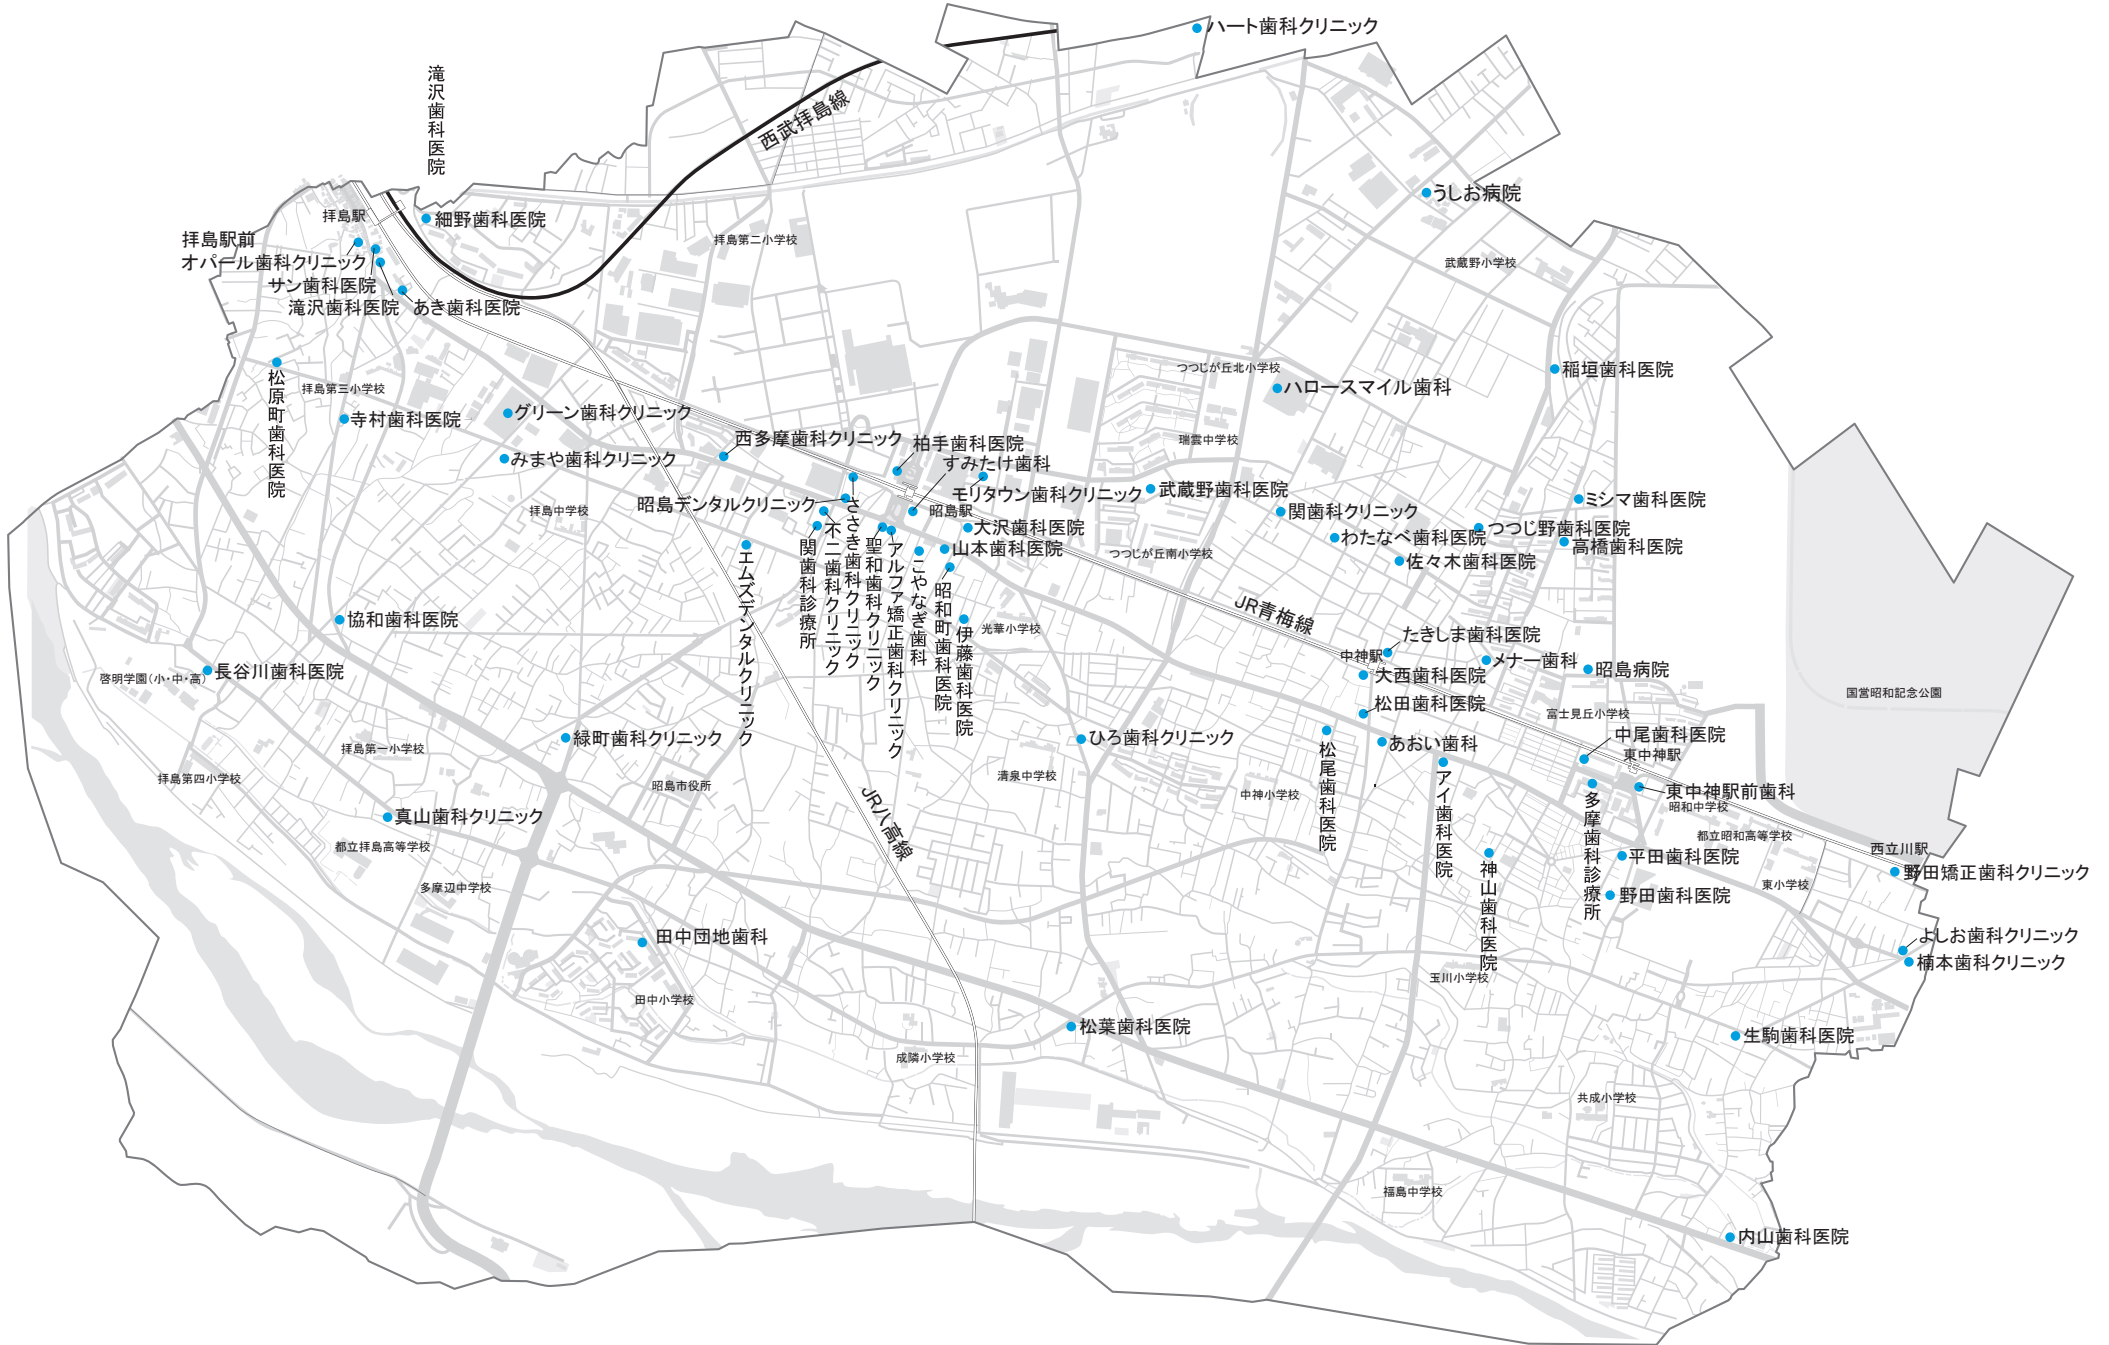 ハート歯科クリニック
滝沢歯科医院
西武拝島線
うしお病院
拝島駅
細野歯科医院
拝島駅前
オパール歯科クリニック
サン歯科医院
滝沢歯科医院
あき歯科医院
拝島第二小学校
武蔵野小学校
松原町歯科医院
拝島第三小学校
寺村歯科医院
グリーン歯科クリニック
みまや歯科クリニック
つつじが丘北小学校
ハロースマイル歯科
稲垣歯科医院
西多摩歯科クリニック
柏手歯科医院
すみたけ歯科
瑞雲中学校
モリタウン歯科クリニック
武蔵野歯科医院
昭島デンタルクリニック
昭島駅
拝島中学校
関歯科クリニック
ミシマ歯科医院
大沢歯科医院
つつじ野歯科医院
わたなべ歯科医院
高橋歯科医院
山本歯科医院
つつじが丘南小学校
佐々木歯科医院
エムズデンタルクリニック
関歯科診療所
不二歯科クリニック
ささき歯科クリニック
聖和歯科クリニック
アルファ矯正歯科クリニック
こやなぎ歯科
昭和町歯科医院
伊藤歯科医院
光華小学校
JR青梅線
協和歯科医院
たきしま歯科医院
中神駅
メナー歯科
昭島病院
長谷川歯科医院
啓明学園(小・中・高)
大西歯科医院
国営昭和記念公園
松田歯科医院
富士見丘小学校
緑町歯科クリニック
ひろ歯科クリニック
あおい歯科
中尾歯科医院
東中神駅
拝島第一小学校
拝島第四小学校
昭島市役所
清泉中学校
中神小学校
松尾歯科医院
アイ歯科医院
東中神駅前歯科
昭和中学校
多摩歯科診療所
真山歯科クリニック
JR八高線
都立昭和高等学校
都立拝島高等学校
西立川駅
平田歯科医院
神山歯科医院
野田矯正歯科クリニック
多摩辺中学校
東小学校
野田歯科医院
田中団地歯科
よしお歯科クリニック
楠本歯科クリニック
玉川小学校
田中小学校
松葉歯科医院
生駒歯科医院
成隣小学校
共成小学校
福島中学校
内山歯科医院